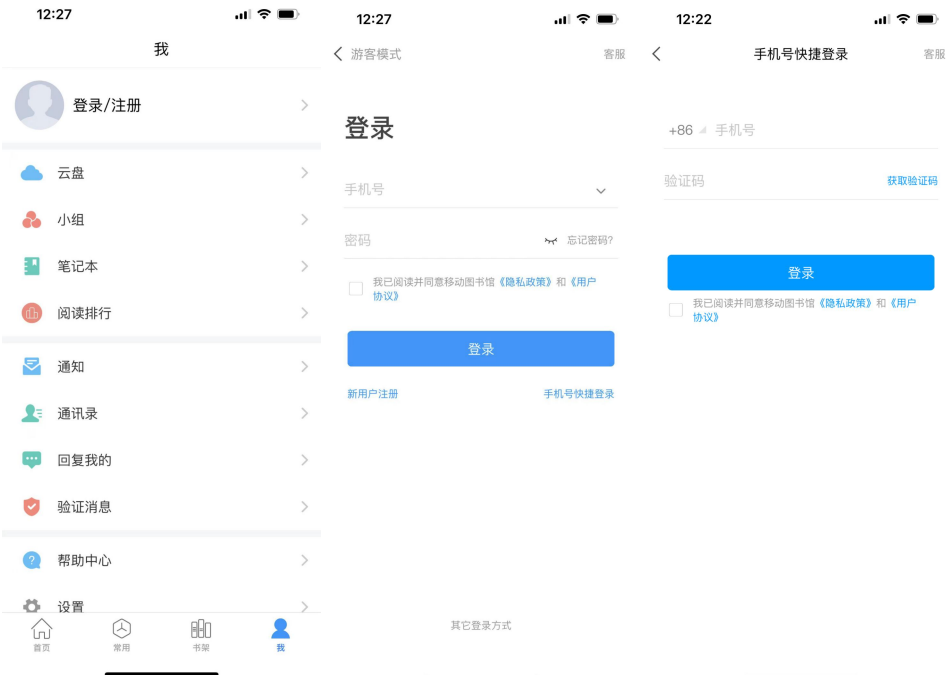 12:27
我
登录/注册
云盘
小组
笔记本
阅读排行
通知
通讯录
回复我的
验证消息
帮助中心
设置
首页
常用
书架
我
12:27
游客模式
客服
登录
手机号
密码
忘记密码?
我已阅读并同意移动图书馆《隐私政策》和《用户
协议》
登录
新用户注册
手机号快捷登录
其它登录方式
12:22
手机号快捷登录
客服
+86 手机号
验证码
获取验证码
登录
我已阅读并同意移动图书馆《隐私政策》和《用户
协议》